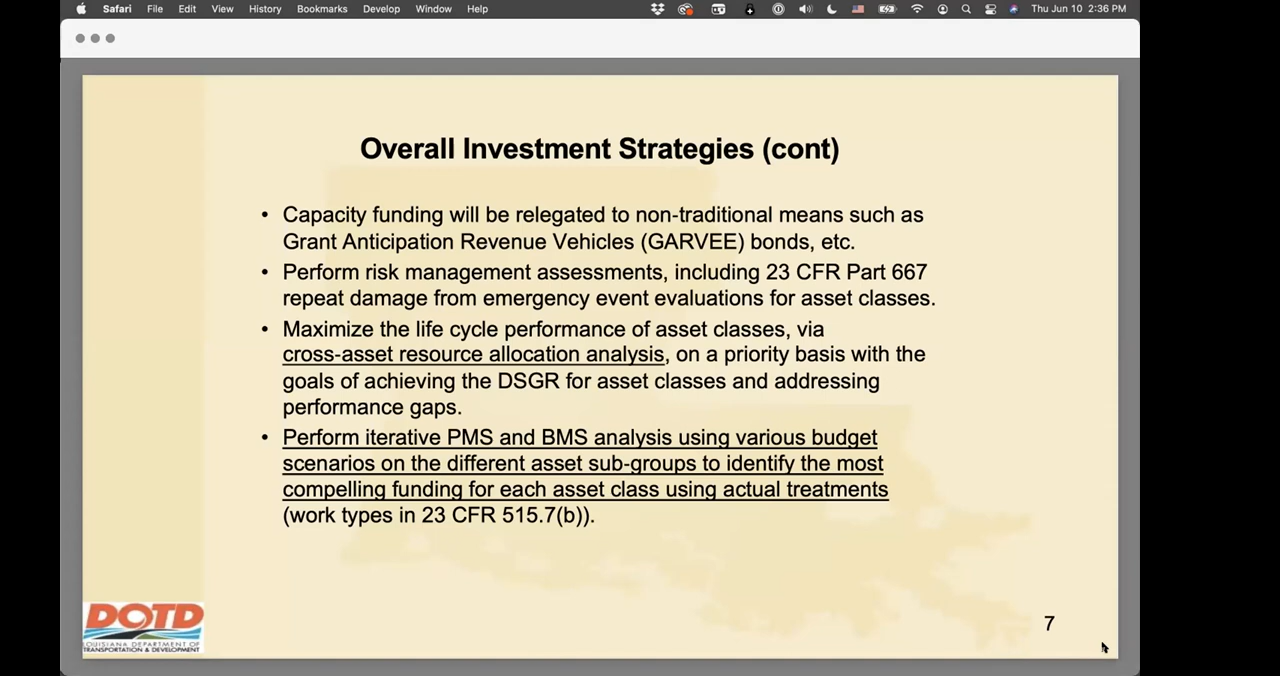 Safari File Edit View History Bookmarks Develop Window Help Thu Jun 10 2:36 PM
Overall Investment Strategies (cont)
• Capacity funding will be relegated to non-traditional means such as
Grant Anticipation Revenue Vehicles (GARVEE) bonds, etc.
• Perform risk management assessments, including 23 CFR Part 667
repeat damage from emergency event evaluations for asset classes.
• Maximize the life cycle performance of asset classes, via
cross-asset resource allocation analysis, on a priority basis with the
goals of achieving the DSGR for asset classes and addressing
performance gaps.
• Perform iterative PMS and BMS analysis using various budget
scenarios on the different asset sub-groups to identify the most
compelling funding for each asset class using actual treatments
(work types in 23 CFR 515.7(b)).
DOTD
LOUISIANA DEPARTMENT OF
TRANSPORTATION & DEVELOPMENT
7